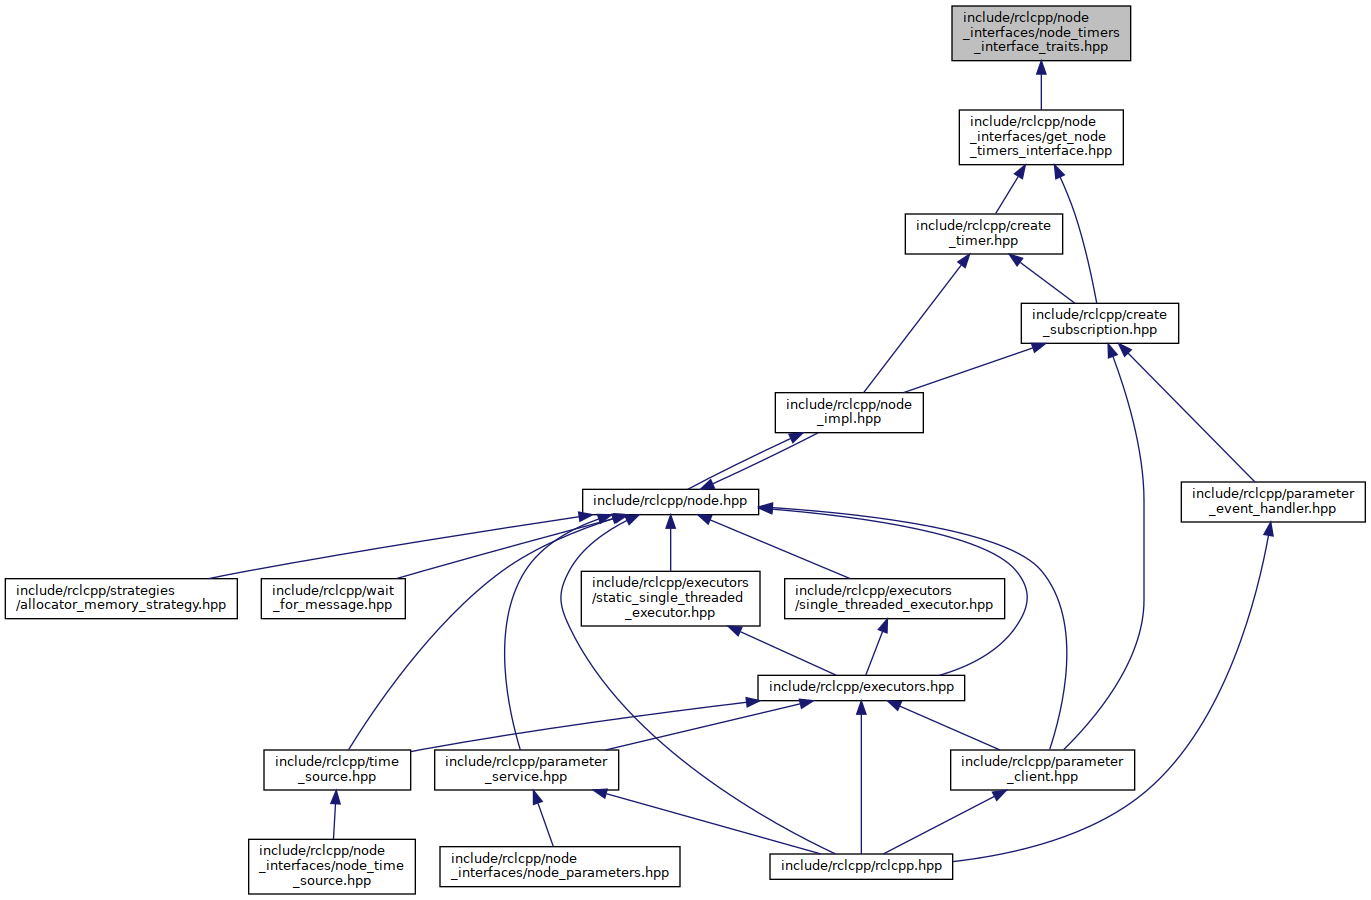 include/rclcpp/node
_interfaces/node_timers
_interface_traits.hpp
include/rclcpp/node
_interfaces/get_node
_timers_interface.hpp
include/rclcpp/create
_timer.hpp
include/rclcpp/create
_subscription.hpp
include/rclcpp/node
_impl.hpp
include/rclcpp/parameter
_event_handler.hpp
include/rclcpp/node.hpp
include/rclcpp/strategies
/allocator_memory_strategy.hpp
include/rclcpp/wait
_for_message.hpp
include/rclcpp/executors
/static_single_threaded
_executor.hpp
include/rclcpp/executors
/single_threaded_executor.hpp
include/rclcpp/executors.hpp
include/rclcpp/time
_source.hpp
include/rclcpp/parameter
_service.hpp
include/rclcpp/parameter
_client.hpp
include/rclcpp/node
_interfaces/node_time
_source.hpp
include/rclcpp/node
_interfaces/node_parameters.hpp
include/rclcpp/rclcpp.hpp